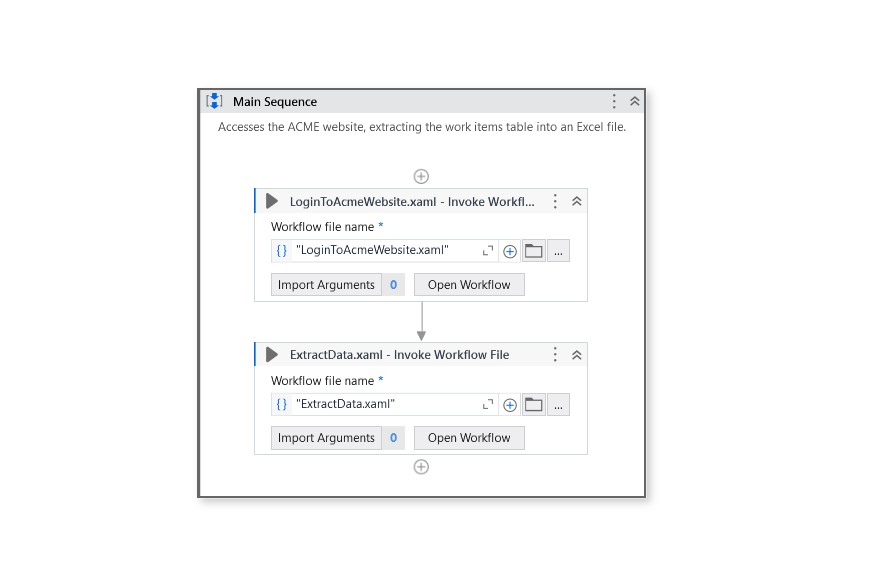 Main Sequence
Accesses the ACME website, extracting the work items table into an Excel file.
LoginToAcmeWebsite.xaml - Invoke Workfl...
Workflow file name *
{} "LoginToAcmeWebsite.xaml" ...
Import Arguments 0 Open Workflow
ExtractData.xaml - Invoke Workflow File
Workflow file name *
{} "ExtractData.xaml" ...
Import Arguments 0 Open Workflow